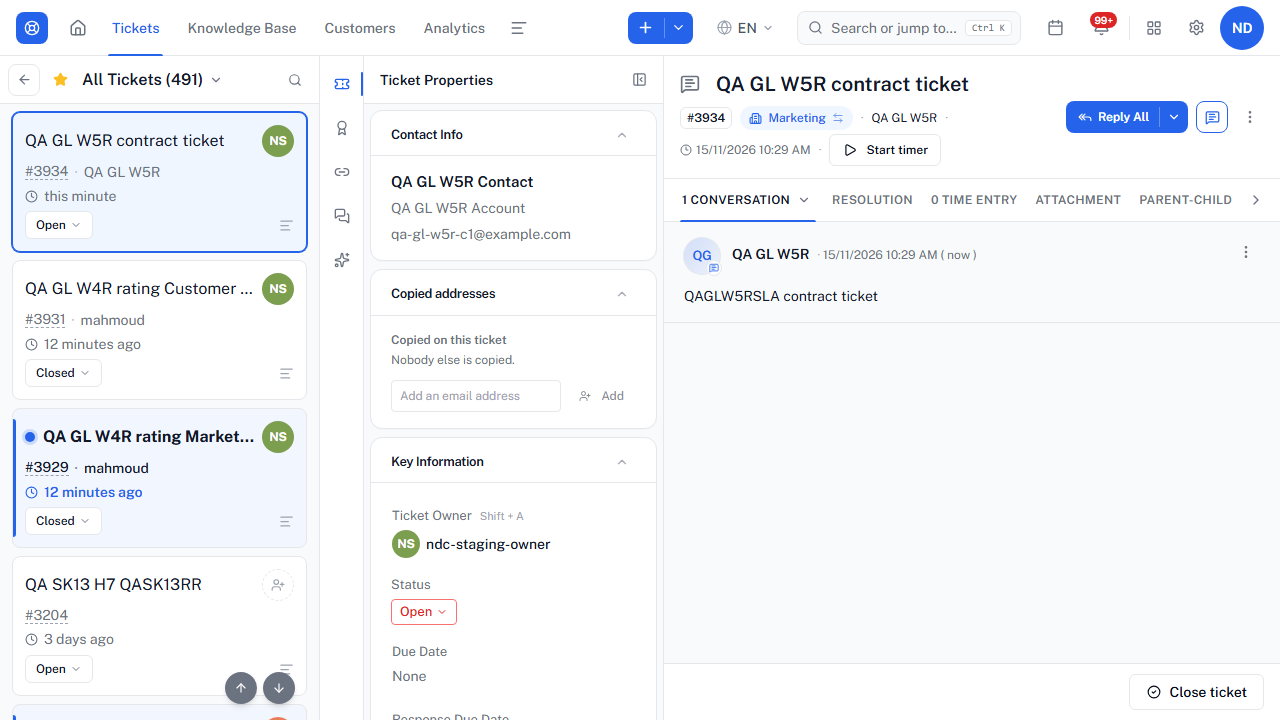 Tickets
Knowledge Base
Customers
Analytics
EN
Search or jump to...
Ctrl K
99+
ND
All Tickets (491)
QA GL W5R contract ticket
NS
#3934 · QA GL W5R
this minute
Open
QA GL W4R rating Customer ...
NS
#3931 · mahmoud
12 minutes ago
Closed
QA GL W4R rating Market...
NS
#3929 · mahmoud
12 minutes ago
Closed
QA SK13 H7 QASK13RR
#3204
3 days ago
Open
Ticket Properties
Contact Info
QA GL W5R Contact
QA GL W5R Account
qa-gl-w5r-c1@example.com
Copied addresses
Copied on this ticket
Nobody else is copied.
Add an email address
Add
Key Information
Ticket Owner Shift + A
NS ndc-staging-owner
Status
Open
Due Date
None
Response Due Date
QA GL W5R contract ticket
#3934 Marketing · QA GL W5R ·
15/11/2026 10:29 AM · Start timer
Reply All
1 CONVERSATION
RESOLUTION
0 TIME ENTRY
ATTACHMENT
PARENT-CHILD
QG
QA GL W5R · 15/11/2026 10:29 AM ( now )
QAGLW5RSLA contract ticket
Close ticket